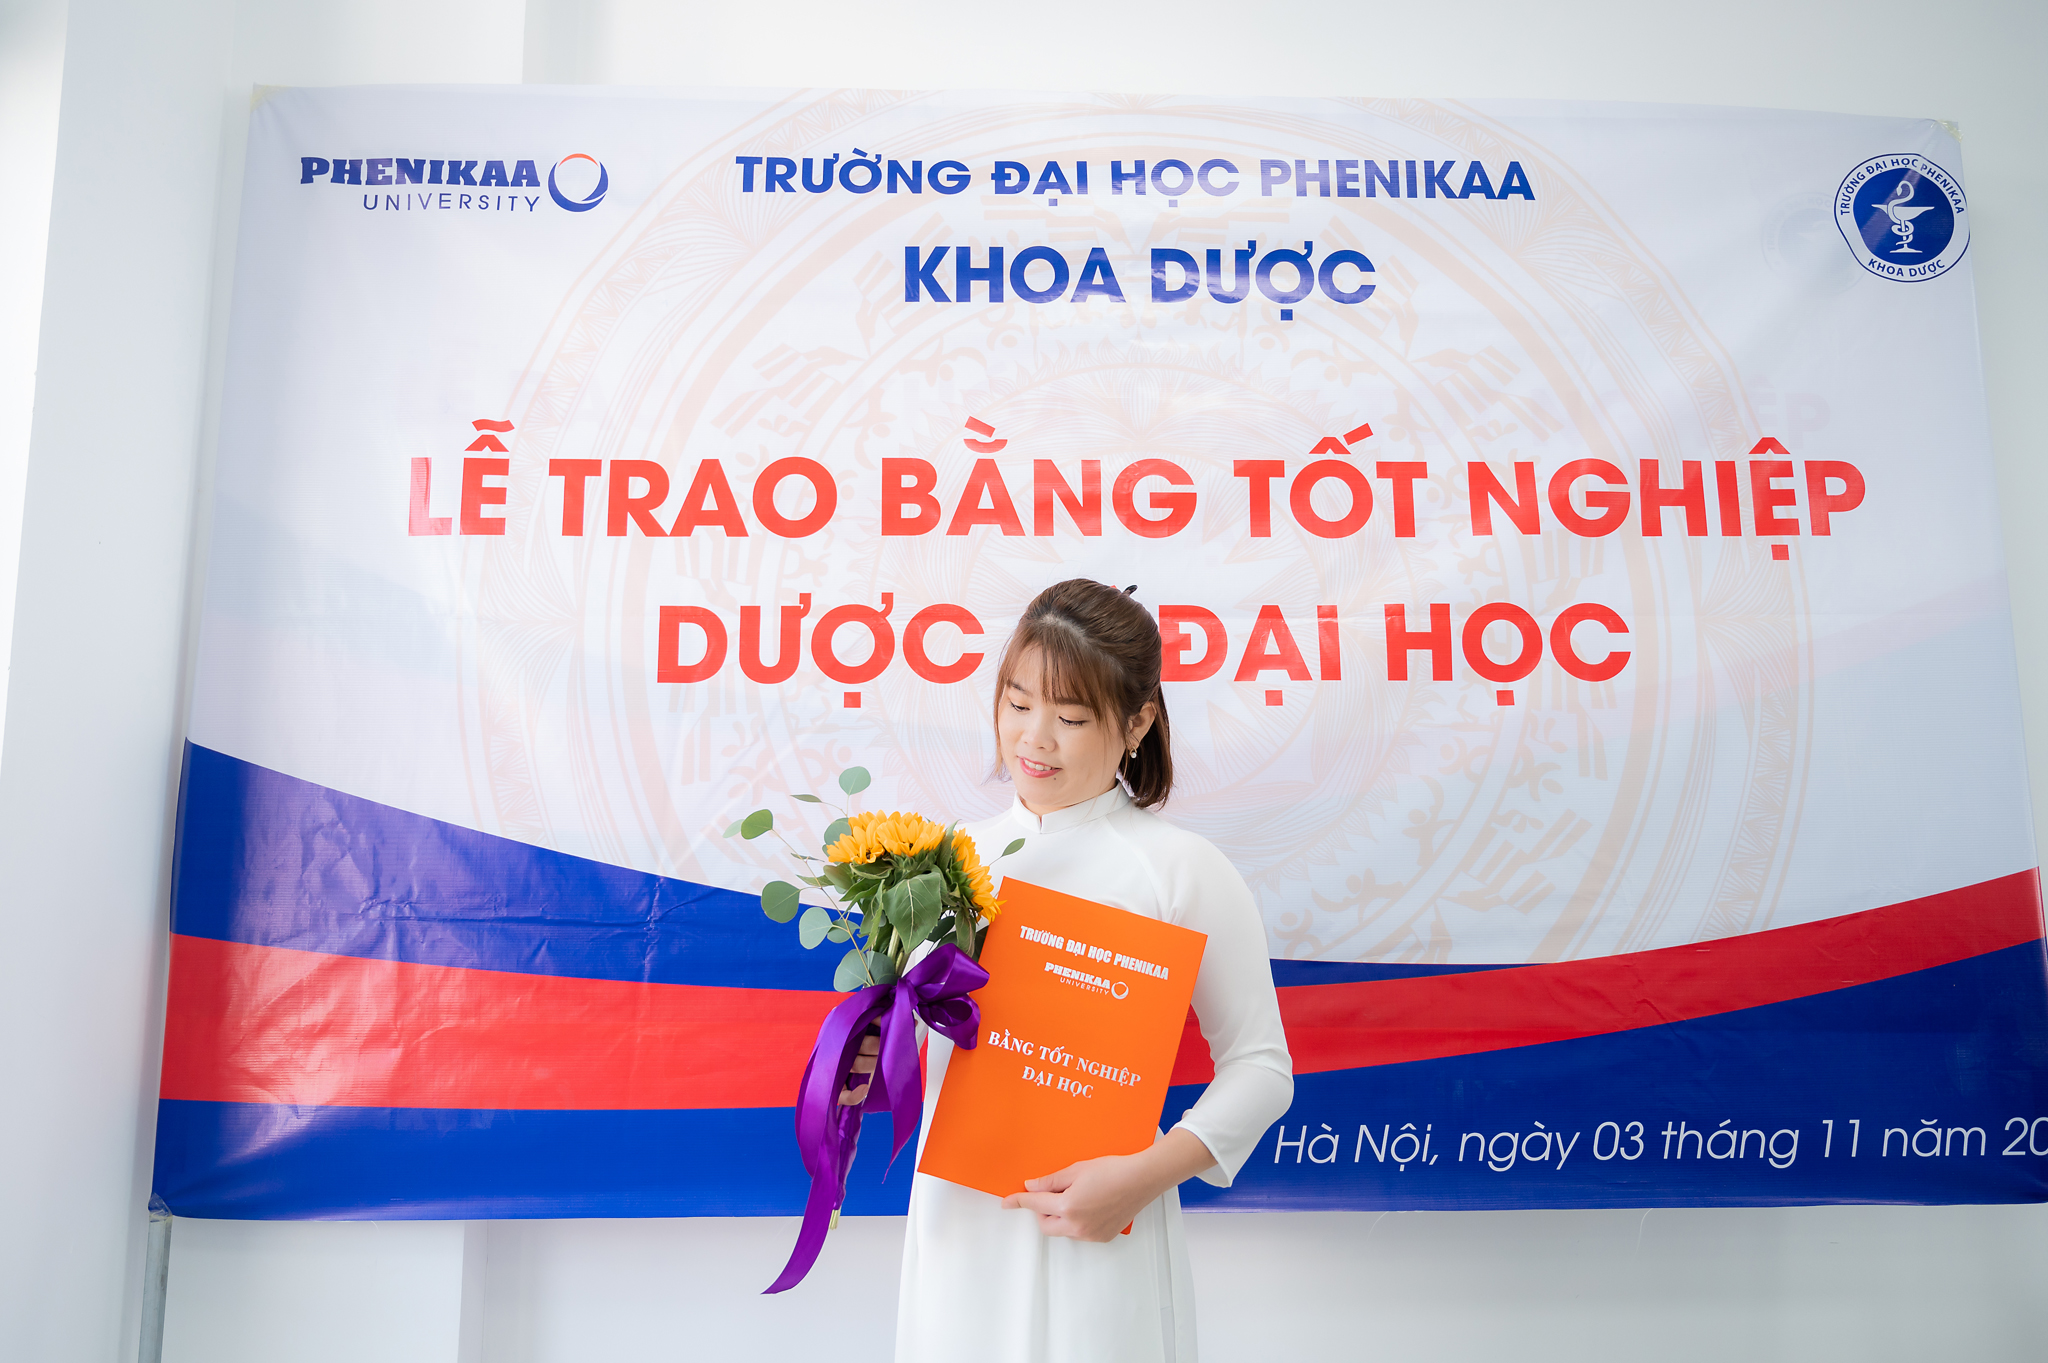 PHENIKAA
UNIVERSITY
TRƯỜNG ĐẠI HỌC PHENIKAA
KHOA DƯỢC
TRƯỜNG ĐẠI HỌC PHENIKAA
KHOA DƯỢC
LỄ TRAO BẰNG TỐT NGHIỆP
DƯỢC ĐẠI HỌC
TRƯỜNG ĐẠI HỌC PHENIKAA
PHENIKAA
UNIVERSITY
BẰNG TỐT NGHIỆP
ĐẠI HỌC
Hà Nội, ngày 03 tháng 11 năm 20